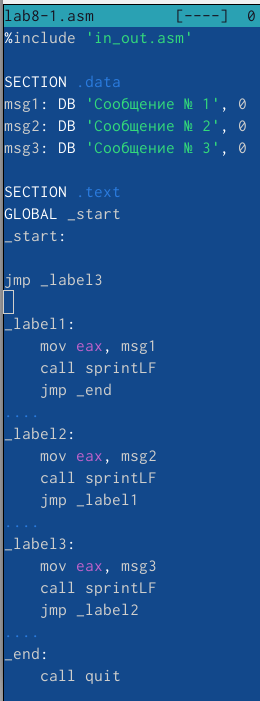 lab8-1.asm [----] 0
%include 'in_out.asm'
SECTION .data
msg1: DB 'Сообщение № 1', 0
msg2: DB 'Сообщение № 2', 0
msg3: DB 'Сообщение № 3', 0
SECTION .text
GLOBAL _start
_start:
jmp _label3
_label1:
mov eax, msg1
call sprintLF
jmp _end
....
_label2:
mov eax, msg2
call sprintLF
jmp _label1
....
_label3:
mov eax, msg3
call sprintLF
jmp _label2
....
_end:
call quit